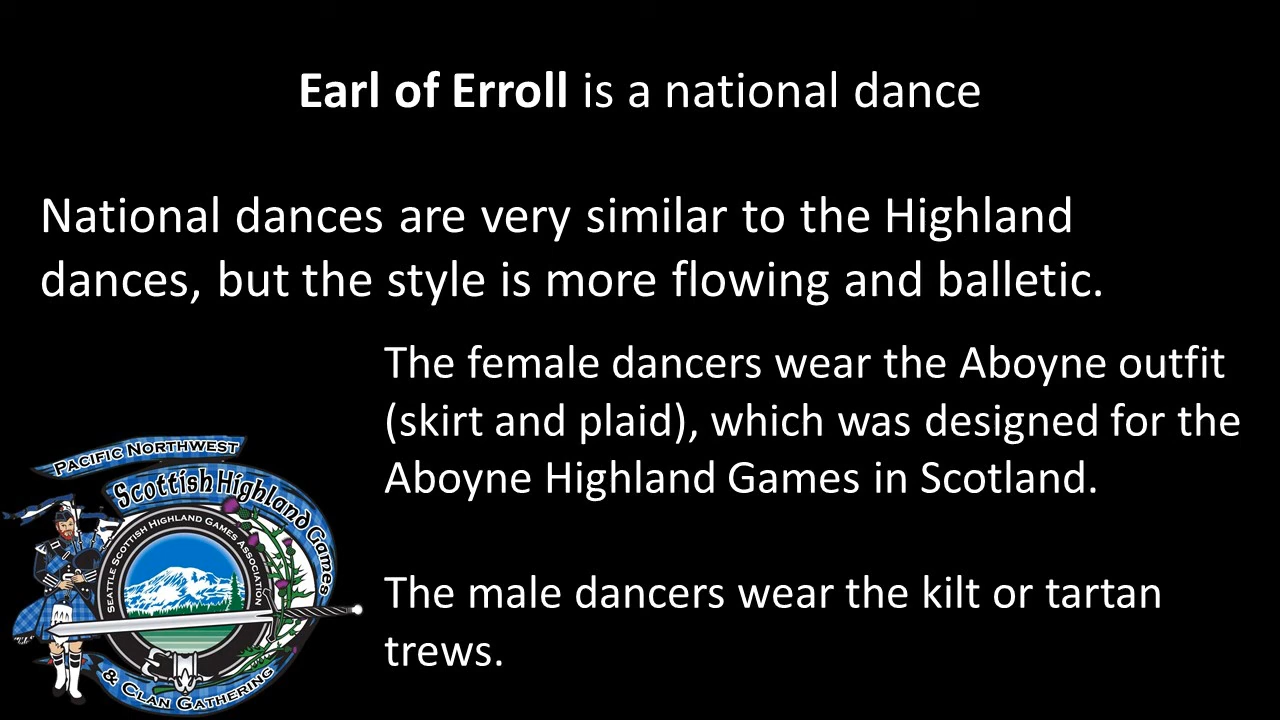 Earl of Erroll is a national dance
National dances are very similar to the Highland
dances, but the style is more flowing and balletic.
The female dancers wear the Aboyne outfit
(skirt and plaid), which was designed for the
Aboyne Highland Games in Scotland.
The male dancers wear the kilt or tartan
trews.
PACIFIC NORTHWEST
Scottish Highland Games
SEATTLE SCOTTISH HIGHLAND GAMES ASSOCIATION
& CLAN GATHERING